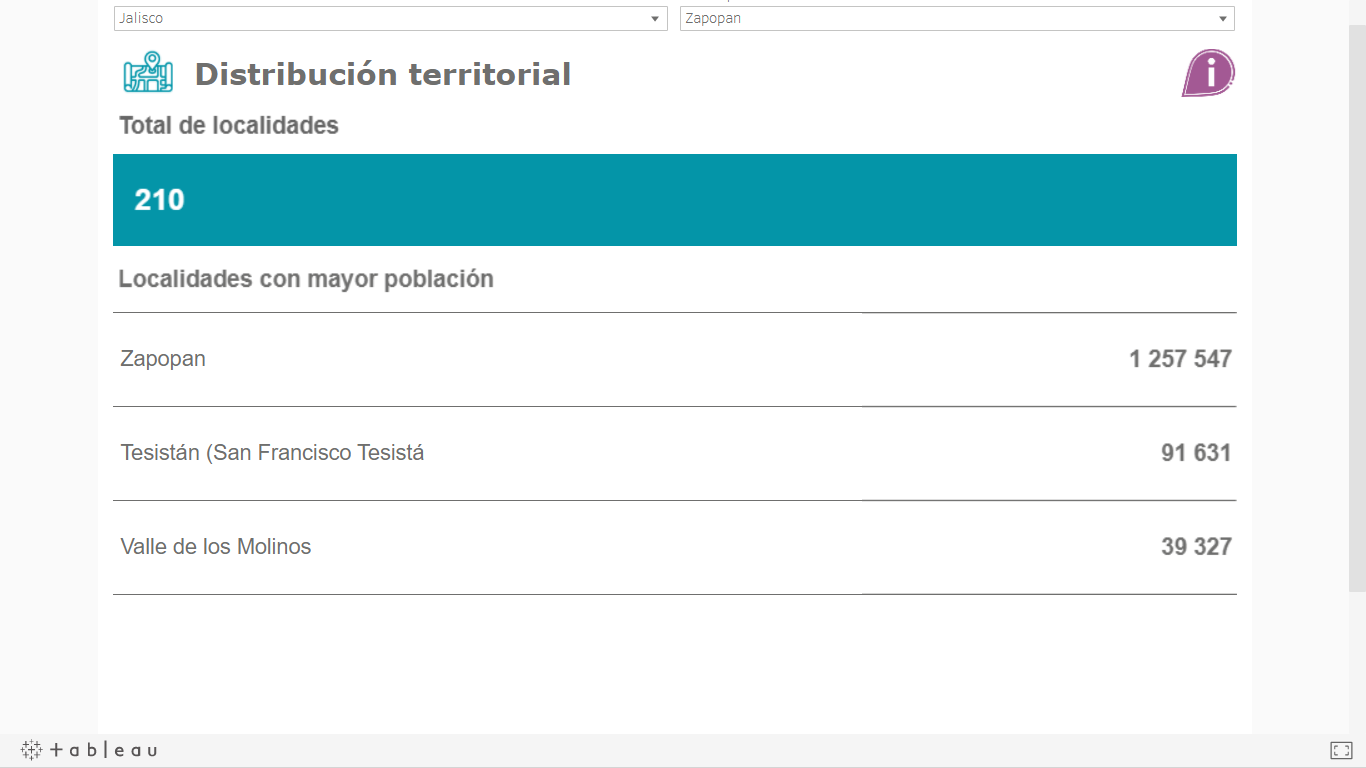 Jalisco
Zapopan
Distribución territorial
Total de localidades
210
Localidades con mayor población
Zapopan
1 257 547
Tesistán (San Francisco Tesistá
91 631
Valle de los Molinos
39 327
+ableau